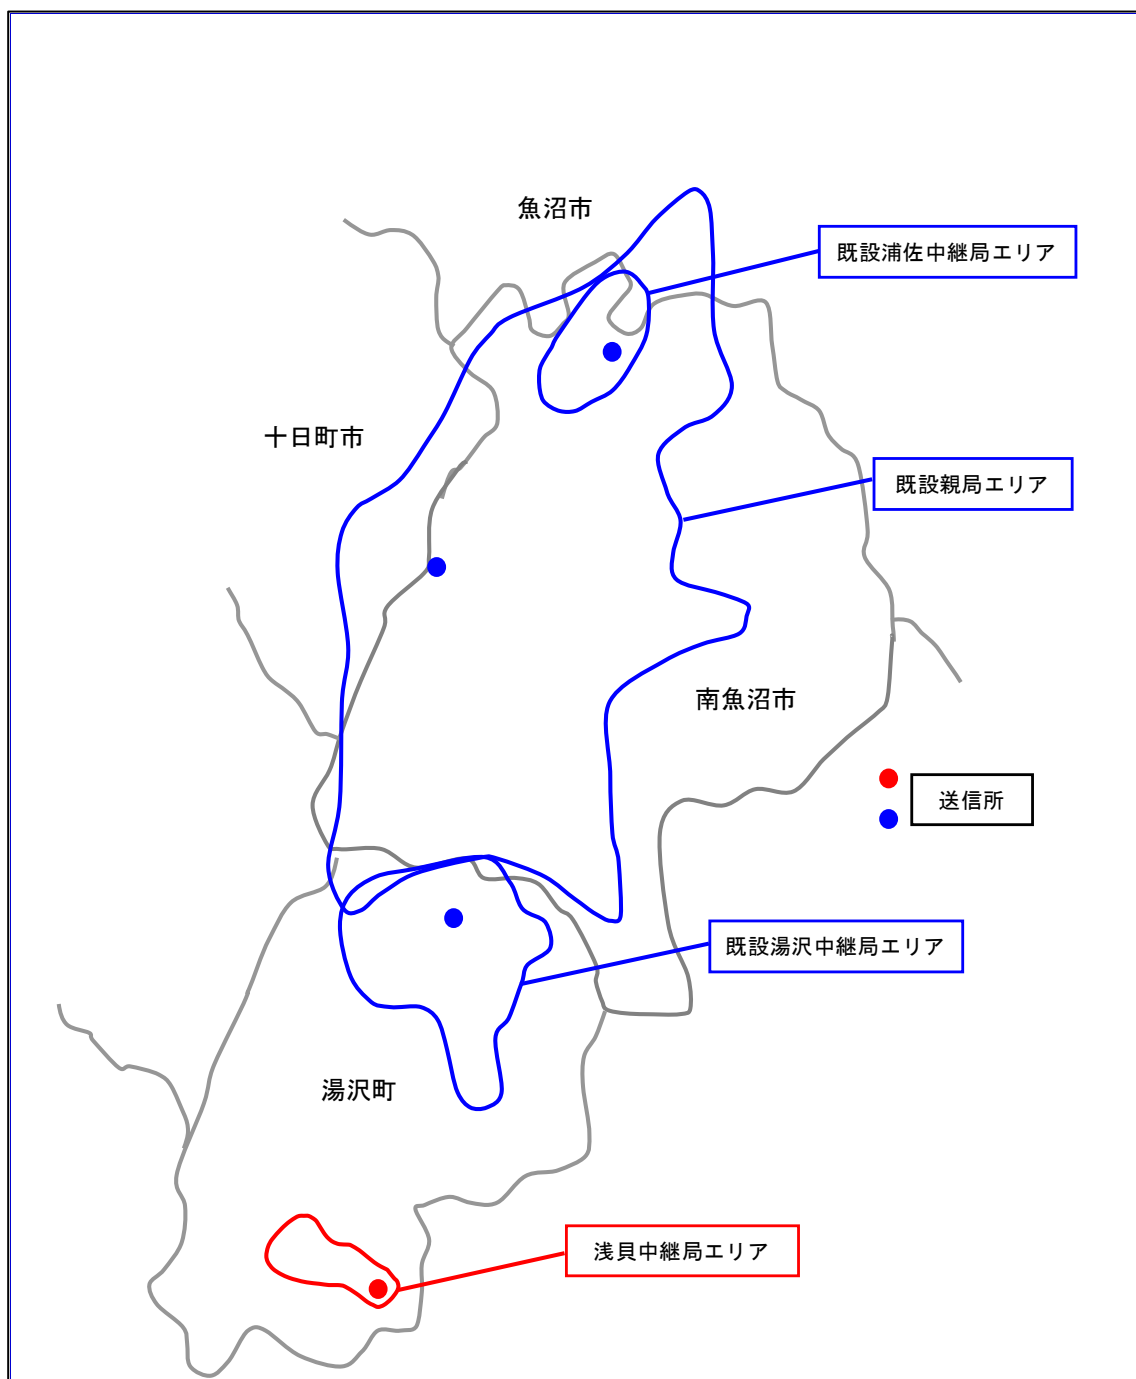 魚沼市
既設浦佐中継局エリア
十日町市
既設親局エリア
南魚沼市
送信所
既設湯沢中継局エリア
湯沢町
浅貝中継局エリア